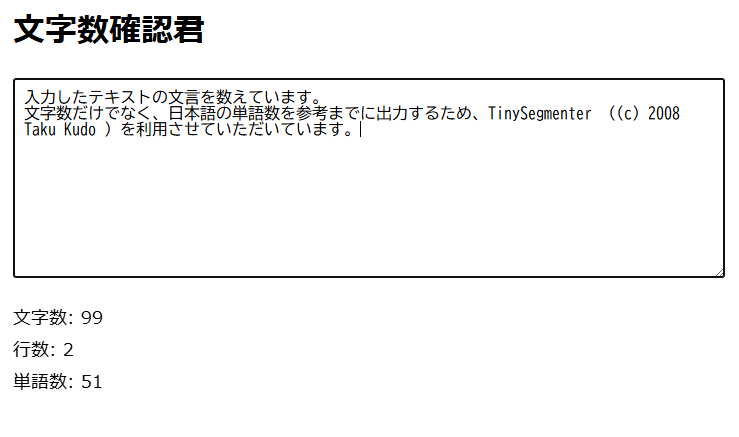 文字数確認君
入力したテキストの文言を数えています。
文字数だけでなく、日本語の単語数を参考までに出力するため、TinySegmenter （(c) 2008
Taku Kudo ）を利用させていただいています。
文字数: 99
行数: 2
単語数: 51